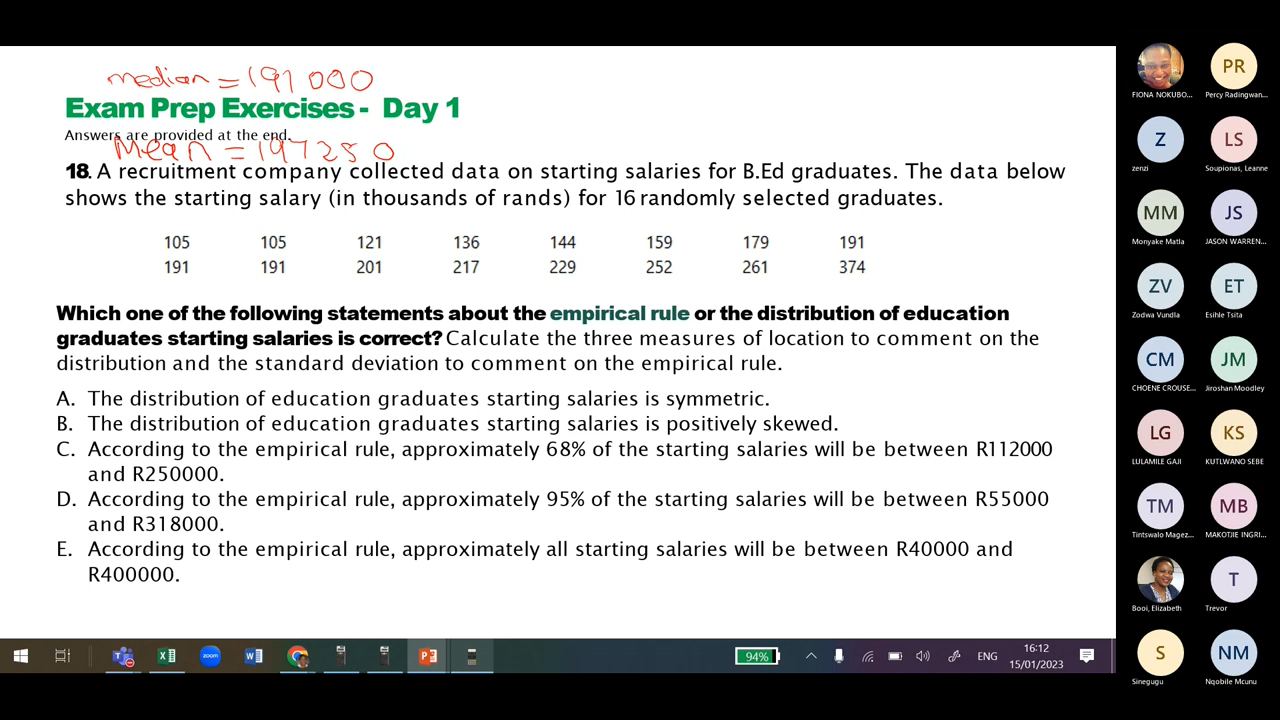 median = 191 000
Exam Prep Exercises - Day 1
Answers are provided at the end.
Mean = 197 250
18. A recruitment company collected data on starting salaries for B.Ed graduates. The data below
shows the starting salary (in thousands of rands) for 16 randomly selected graduates.
105 105 121 136 144 159 179 191
191 191 201 217 229 252 261 374
Which one of the following statements about the empirical rule or the distribution of education
graduates starting salaries is correct? Calculate the three measures of location to comment on the
distribution and the standard deviation to comment on the empirical rule.
A. The distribution of education graduates starting salaries is symmetric.
B. The distribution of education graduates starting salaries is positively skewed.
C. According to the empirical rule, approximately 68% of the starting salaries will be between R112000
and R250000.
D. According to the empirical rule, approximately 95% of the starting salaries will be between R55000
and R318000.
E. According to the empirical rule, approximately all starting salaries will be between R40000 and
R400000.
FIONA NOKUBO...
PR
Percy Radingwan...
Z
zenzi
LS
Soupionas, Leanne
MM
Monyake Matla
JS
JASON WARREN...
ZV
Zodwa Vundla
ET
Esihle Tsita
CM
CHOENE CROUSE...
JM
Jiroshan Moodley
LG
LULAMILE GAJI
KS
KUTLWANO SEBE
TM
Tintswalo Magez...
MB
MAKOTJIE INGRI...
Booi, Elizabeth
T
Trevor
S
Sinegugu
NM
Nqobile Mcunu
zoom
94%
ENG
16:12
15/01/2023